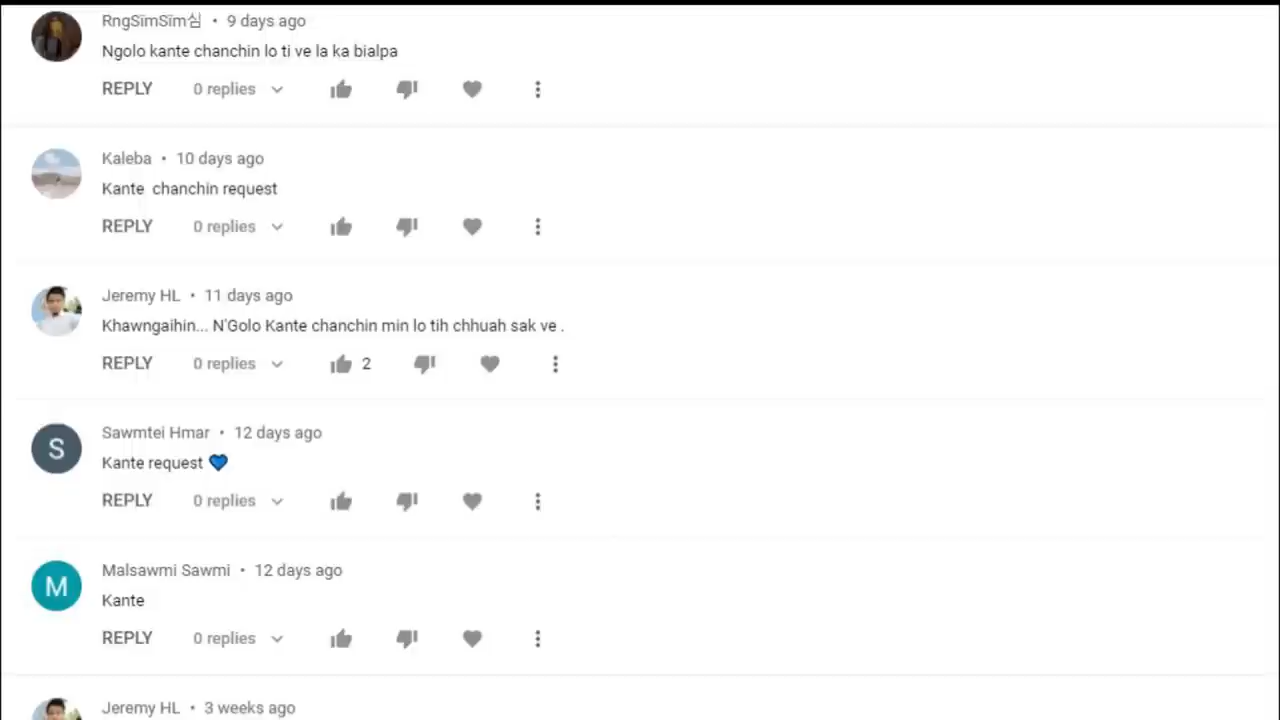 RngSïmSïm심 • 9 days ago
Ngolo kante chanchin lo ti ve la ka bialpa
REPLY 0 replies
Kaleba • 10 days ago
Kante chanchin request
REPLY 0 replies
Jeremy HL • 11 days ago
Khawngaihin... N'Golo Kante chanchin min lo tih chhuah sak ve .
REPLY 0 replies 2
Sawmtei Hmar • 12 days ago
S
Kante request 💙
REPLY 0 replies
Malsawmi Sawmi • 12 days ago
M
Kante
REPLY 0 replies
Jeremy HL • 3 weeks ago